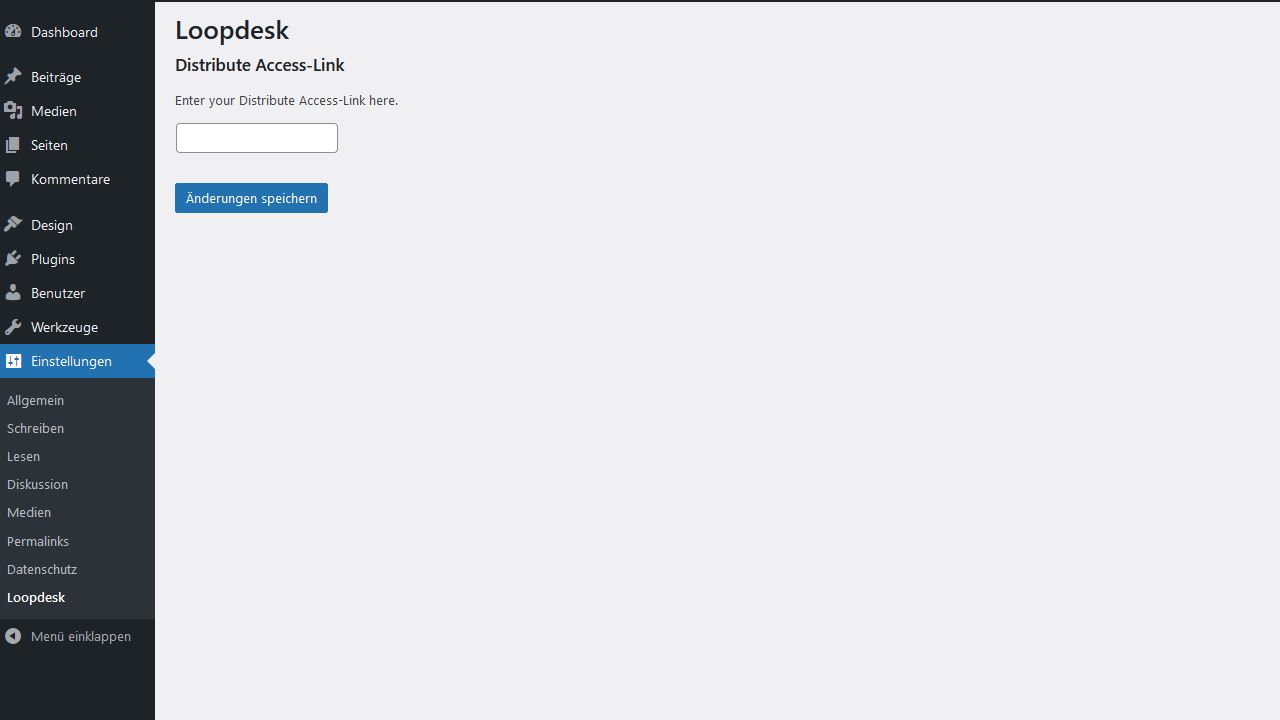 Dashboard
Beiträge
Medien
Seiten
Kommentare
Design
Plugins
Benutzer
Werkzeuge
Einstellungen
Allgemein
Schreiben
Lesen
Diskussion
Medien
Permalinks
Datenschutz
Loopdesk
Menü einklappen
Loopdesk
Distribute Access-Link
Enter your Distribute Access-Link here.
Änderungen speichern